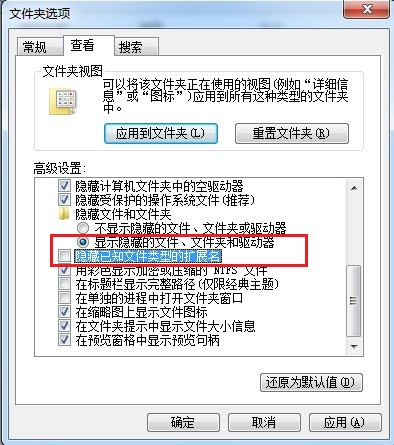 文件夹选项
常规 查看 搜索
文件夹视图
可以将该文件夹正在使用的视图(例如“详细信
息”或“图标”)应用到所有这种类型的文件夹
中。
应用到文件夹(L) 重置文件夹(R)
高级设置:
隐藏计算机文件夹中的空驱动器
隐藏受保护的操作系统文件(推荐)
隐藏文件和文件夹
不显示隐藏的文件、文件夹或驱动器
显示隐藏的文件、文件夹和驱动器
隐藏已知文件类型的扩展名
用彩色显示加密或压缩的 NTFS 文件
在标题栏显示完整路径(仅限经典主题)
在单独的进程中打开文件夹窗口
在缩略图上显示文件图标
在文件夹提示中显示文件大小信息
在预览窗格中显示预览句柄
还原为默认值(D)
确定 取消 应用(A)